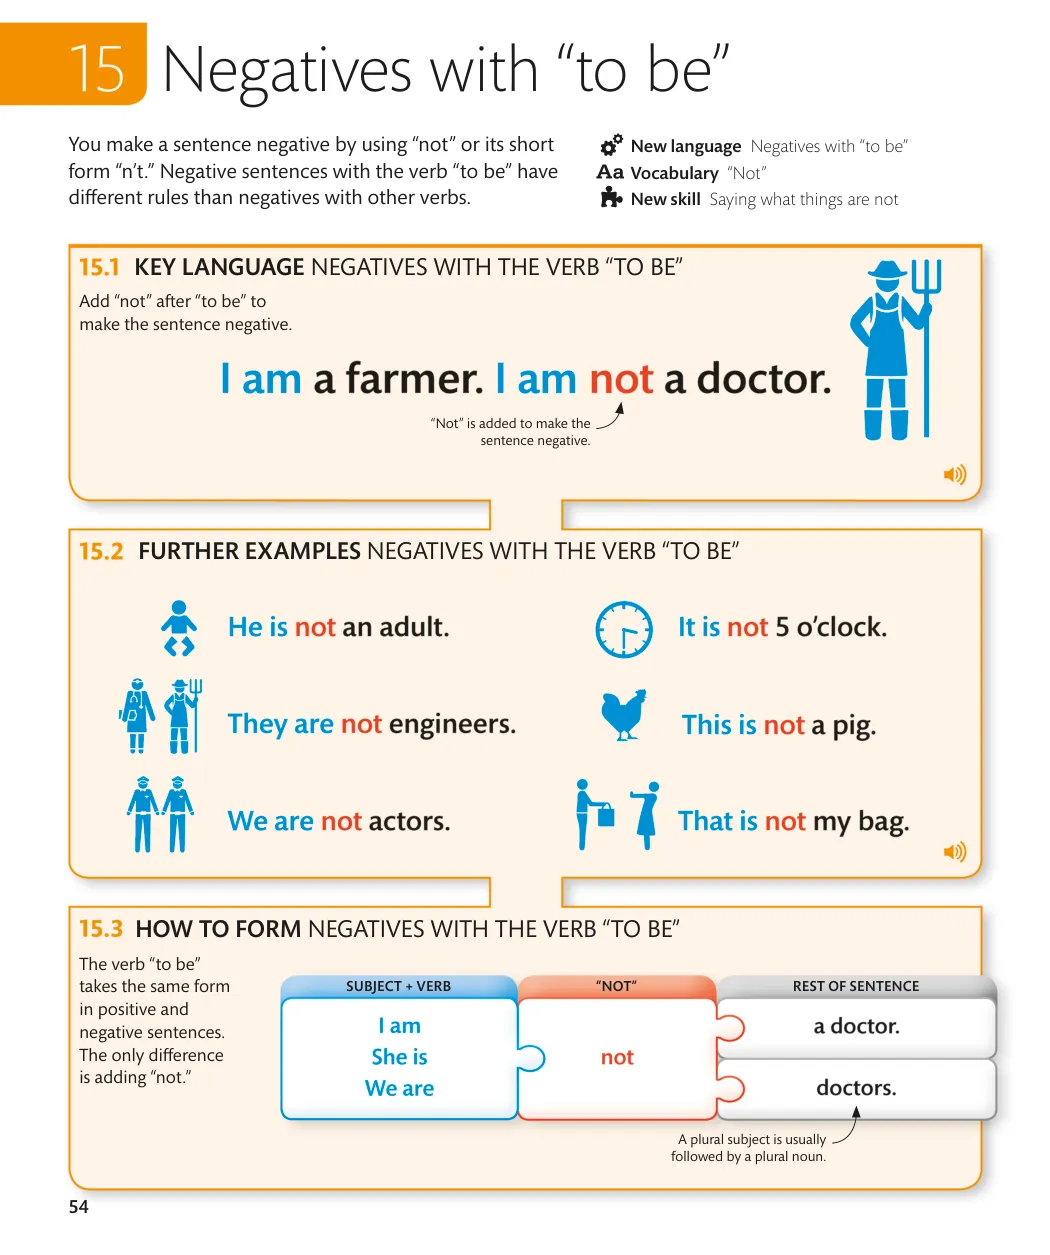 15 Negatives with “to be”
You make a sentence negative by using “not” or its short
form “n’t.” Negative sentences with the verb “to be” have
different rules than negatives with other verbs.
New language Negatives with “to be”
Aa Vocabulary “Not”
New skill Saying what things are not
15.1 KEY LANGUAGE NEGATIVES WITH THE VERB “TO BE”
Add “not” after “to be” to
make the sentence negative.
I am a farmer. I am not a doctor.
“Not” is added to make the
sentence negative.
15.2 FURTHER EXAMPLES NEGATIVES WITH THE VERB “TO BE”
He is not an adult.
It is not 5 o’clock.
They are not engineers.
This is not a pig.
We are not actors.
That is not my bag.
15.3 HOW TO FORM NEGATIVES WITH THE VERB “TO BE”
The verb “to be”
takes the same form
in positive and
negative sentences.
The only difference
is adding “not.”
SUBJECT + VERB
“NOT”
REST OF SENTENCE
I am
She is
We are
not
a doctor.
doctors.
A plural subject is usually
followed by a plural noun.
54